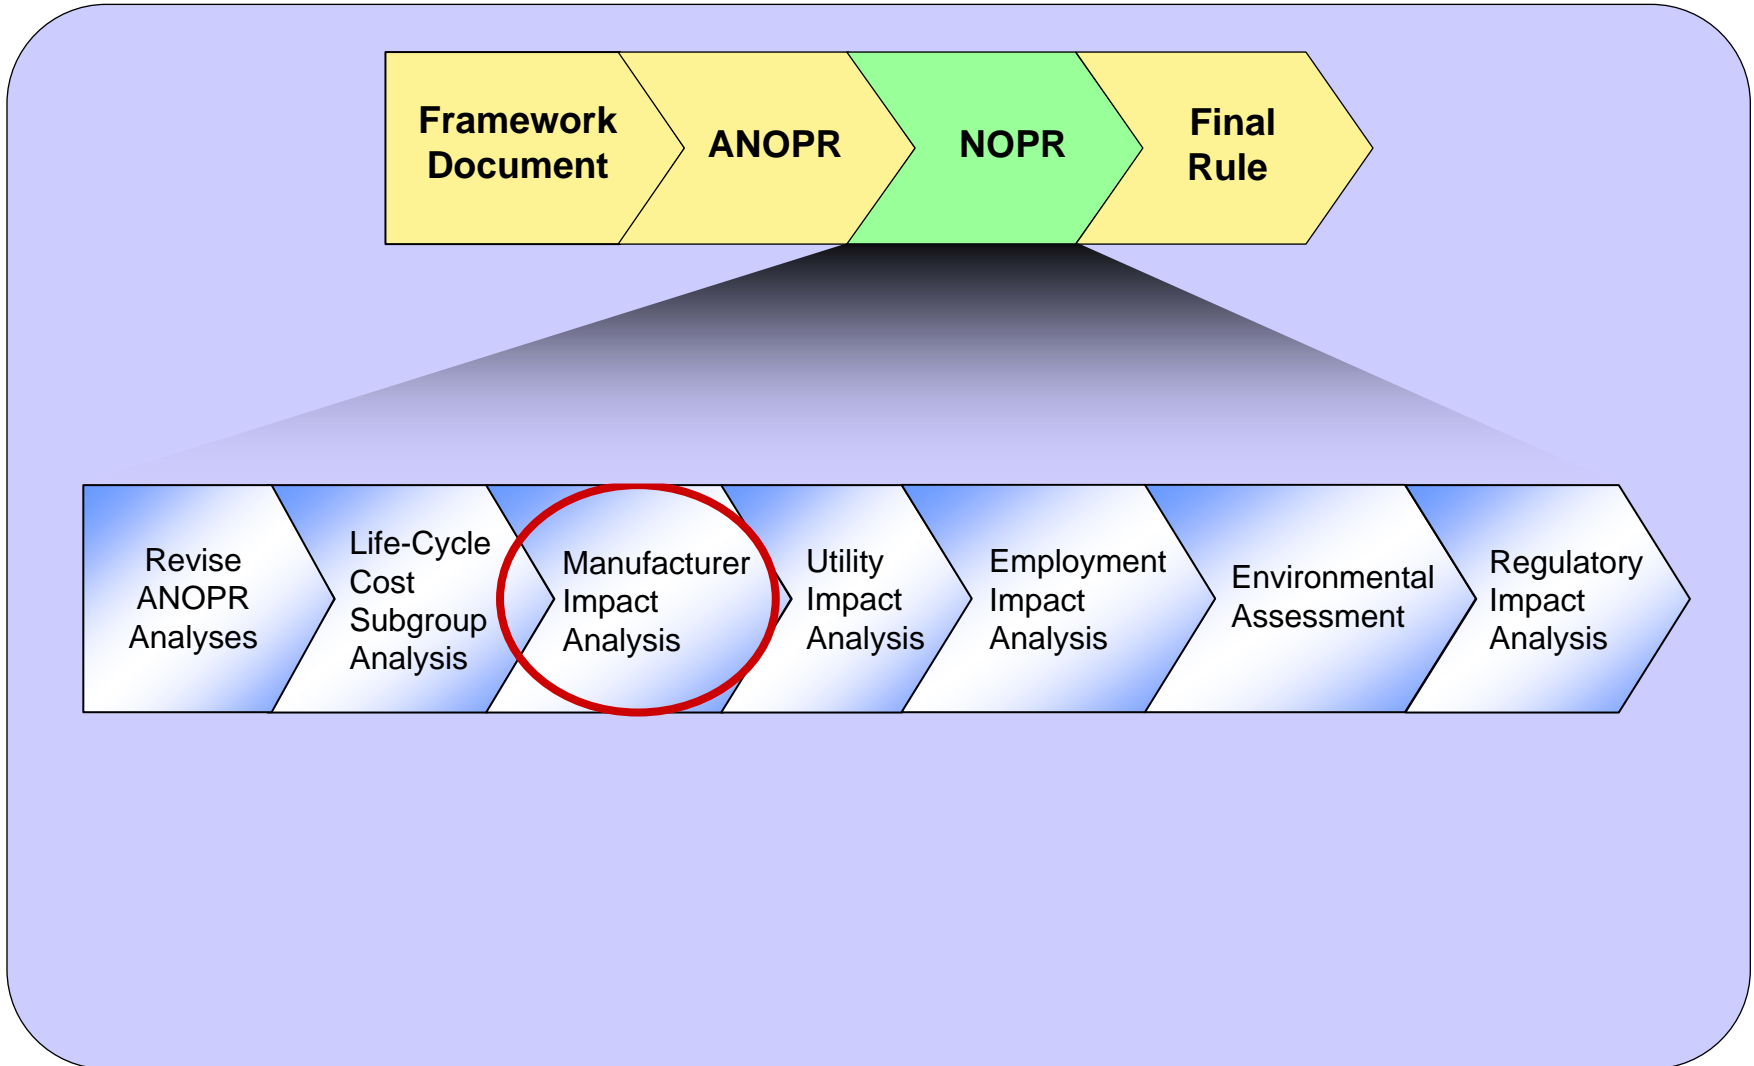 Framework
Document
ANOPR
NOPR
Final
Rule
Revise
ANOPR
Analyses
Life-Cycle
Cost
Subgroup
Analysis
Manufacturer
Impact
Analysis
Utility
Impact
Analysis
Employment
Impact
Analysis
Environmental
Assessment
Regulatory
Impact
Analysis